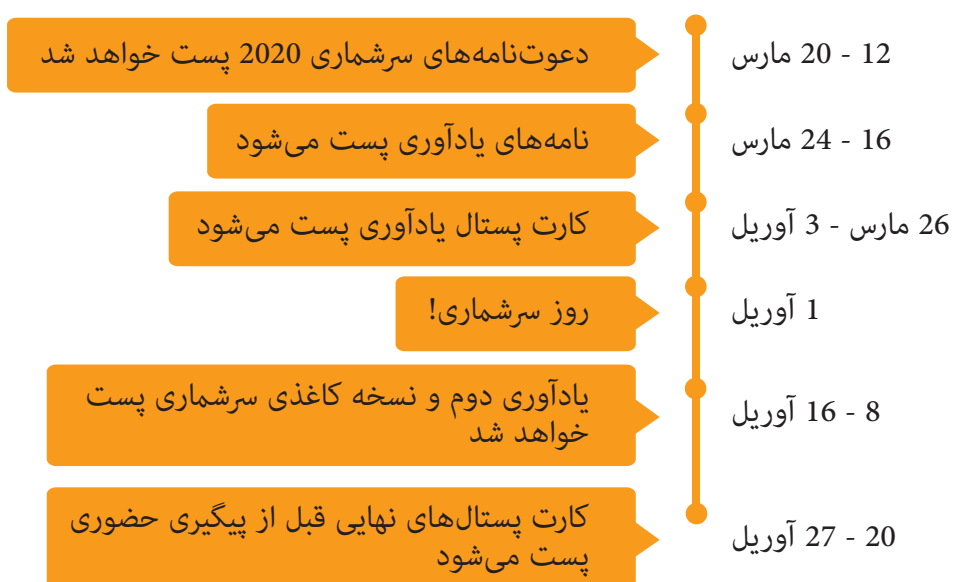 12 - 20 مارس
دعوت‌نامه‌های سرشماری 2020 پست خواهد شد
16 - 24 مارس
نامه‌های یادآوری پست می‌شود
26 مارس - 3 آوریل
کارت پستال یادآوری پست می‌شود
1 آوریل
روز سرشماری!
8 - 16 آوریل
یادآوری دوم و نسخه کاغذی سرشماری پست
خواهد شد
20 - 27 آوریل
کارت پستال‌های نهایی قبل از پیگیری حضوری
پست می‌شود